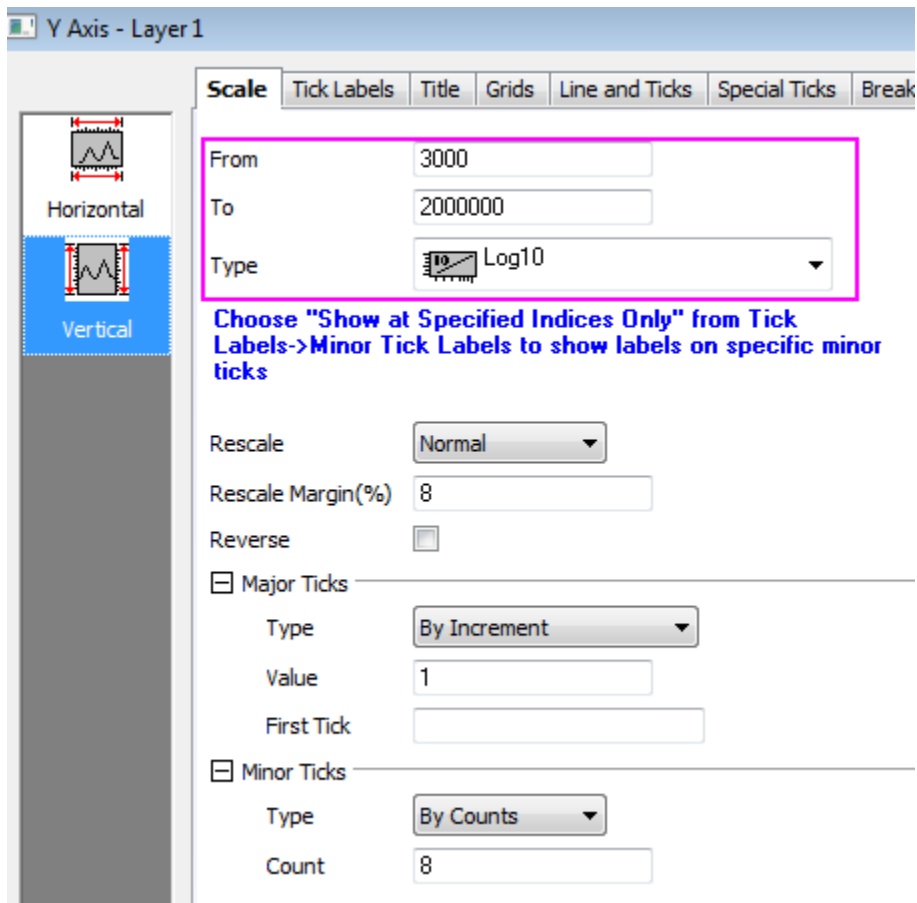 Y Axis - Layer 1
Scale Tick Labels Title Grids Line and Ticks Special Ticks Break
Horizontal
Vertical
From 3000
To 2000000
Type 10 Log10
Choose "Show at Specified Indices Only" from Tick
Labels->Minor Tick Labels to show labels on specific minor
ticks
Rescale Normal
Rescale Margin(%) 8
Reverse
Major Ticks
Type By Increment
Value 1
First Tick
Minor Ticks
Type By Counts
Count 8